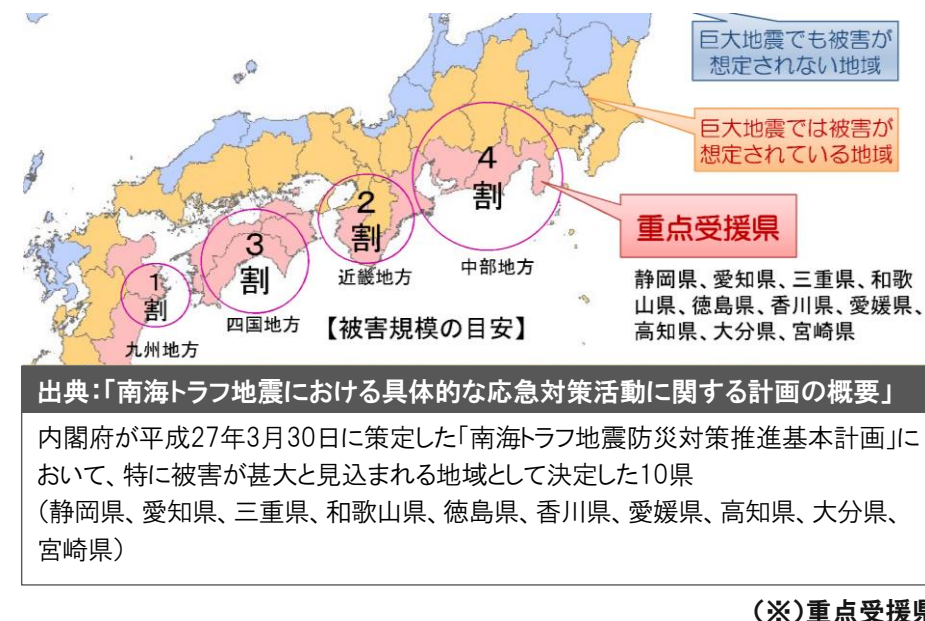 巨大地震でも被害が
想定されない地域
巨大地震では被害が
想定されている地域
4
割
2
割
3
割
1
割
重点受援県
中部地方
近畿地方
四国地方
九州地方
【被害規模の目安】
静岡県、愛知県、三重県、和歌
山県、徳島県、香川県、愛媛県、
高知県、大分県、宮崎県
出典：「南海トラフ地震における具体的な応急対策活動に関する計画の概要」
内閣府が平成27年3月30日に策定した「南海トラフ地震防災対策推進基本計画」に
おいて、特に被害が甚大と見込まれる地域として決定した10県
（静岡県、愛知県、三重県、和歌山県、徳島県、香川県、愛媛県、高知県、大分県、
宮崎県）
（※）重点受援県